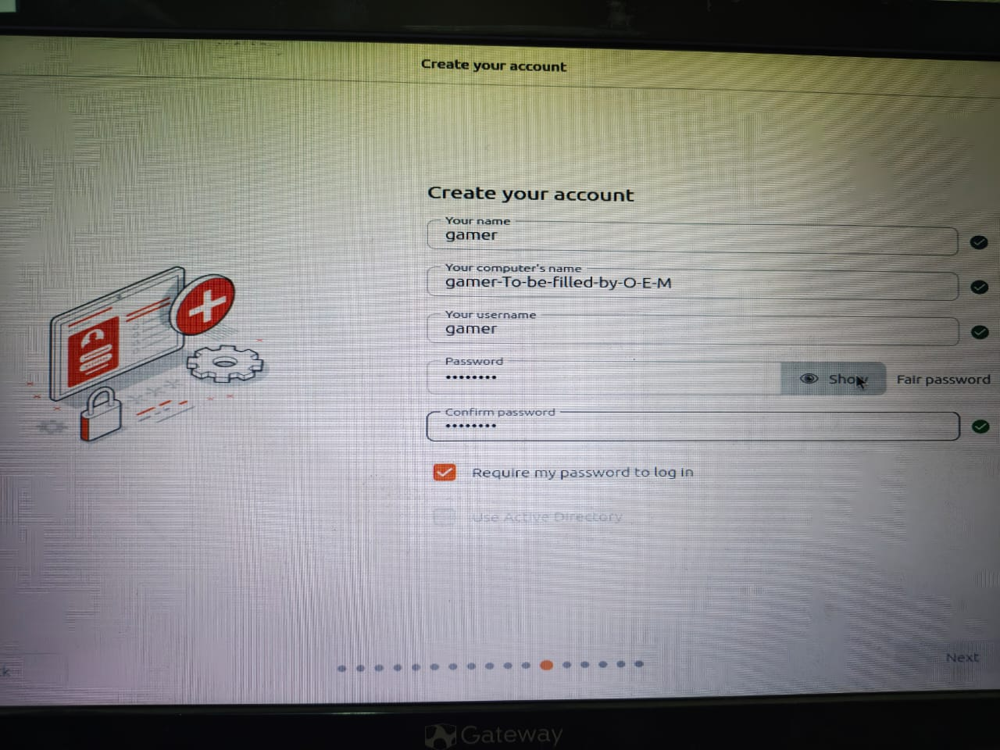 Create your account
Create your account
Your name
gamer
Your computer's name
gamer-To-be-filled-by-O-E-M
Your username
gamer
Password
••••••••
Show
Fair password
Confirm password
••••••••
Require my password to log in
Use Active Directory
k
Next
Gateway